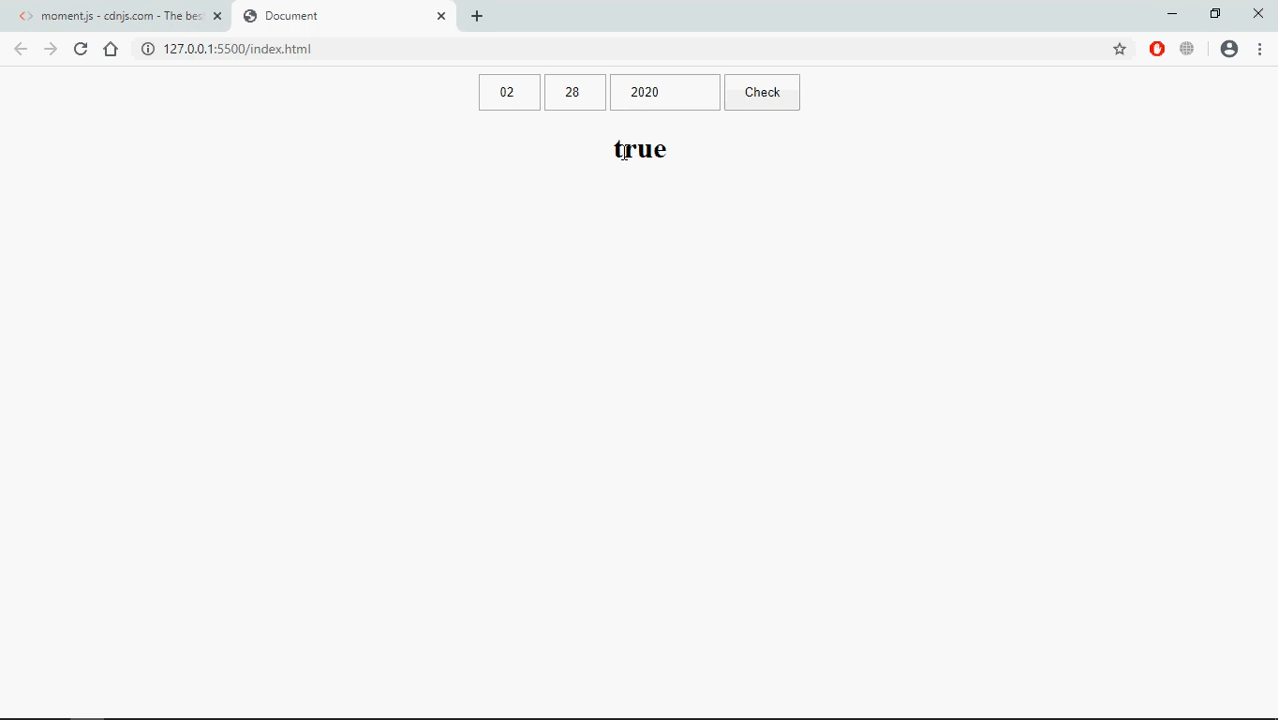 moment.js - cdnjs.com - The bes
Document
127.0.0.1:5500/index.html
02 28 2020 Check
true